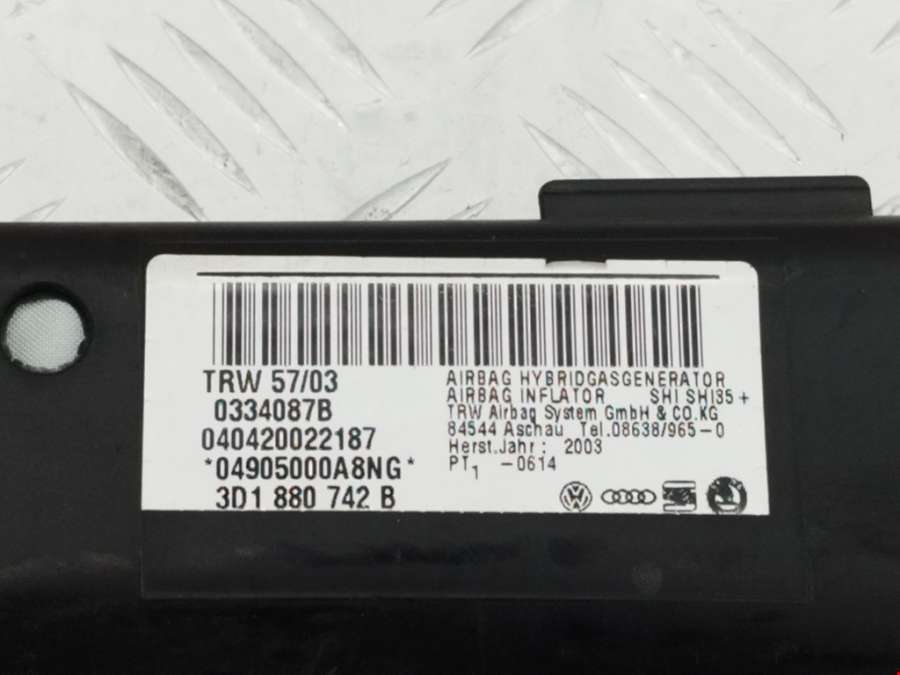 TRW 57/03
0334087B
040420022187
*04905000A8NG*
3D1 880 742 B
AIRBAG HYBRIDGASGENERATOR
AIRBAG INFLATOR SHI SHI35 +
TRW Airbag System GmbH & CO.KG
84544 Aschau Tel.08638/965-0
Herst.Jahr: 2003
PT1 -0614